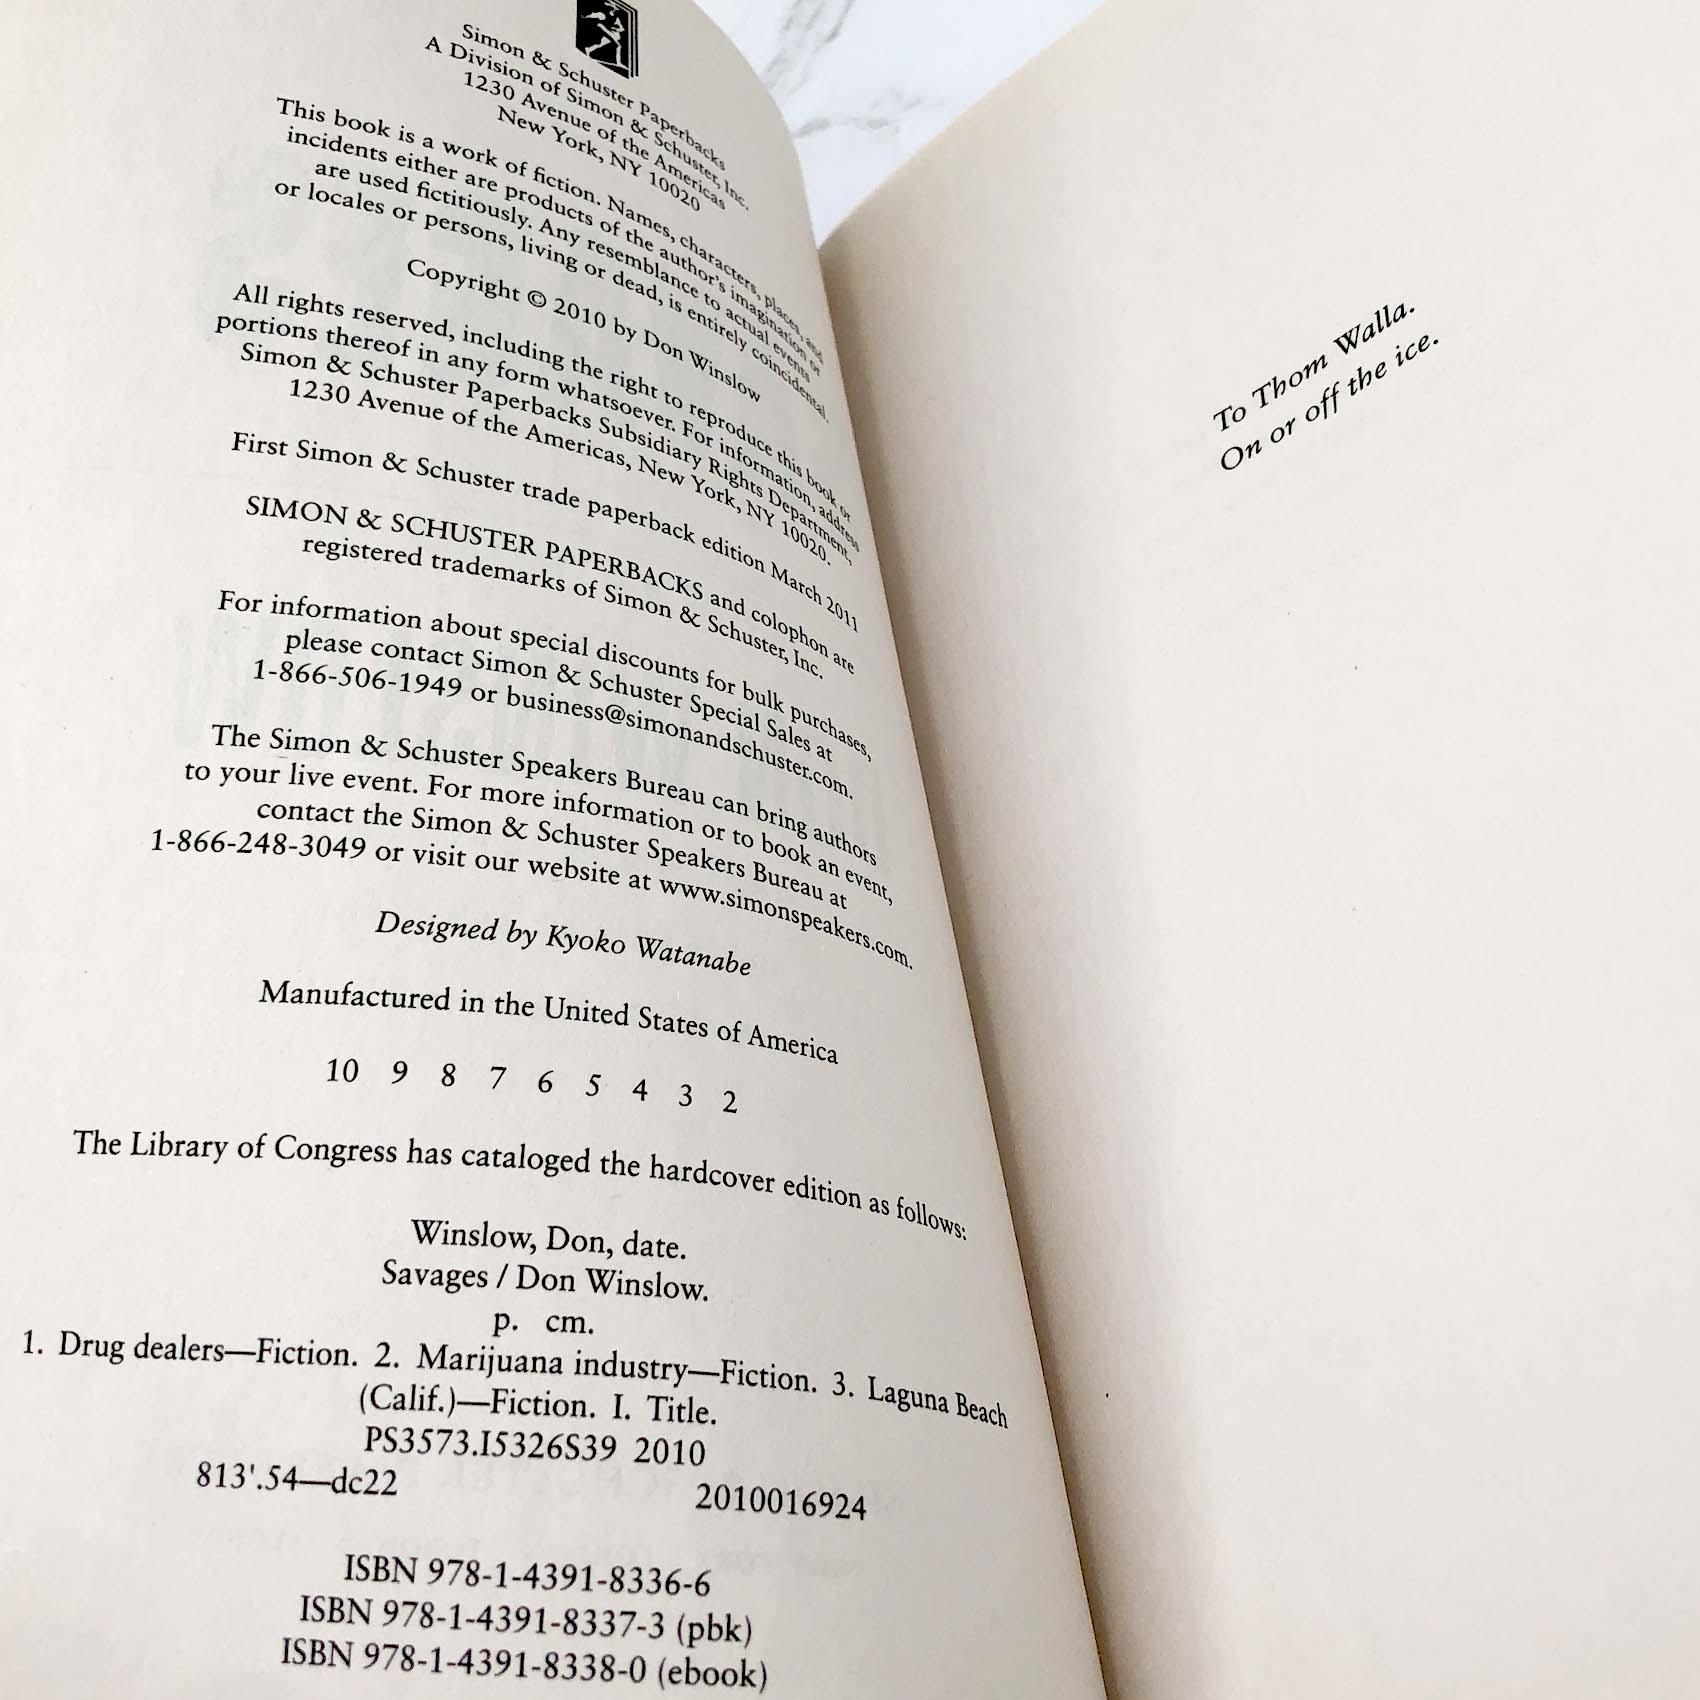 Simon & Schuster Paperbacks
A Division of Simon & Schuster, Inc.
1230 Avenue of the Americas
New York, NY 10020
This book is a work of fiction. Names, characters, places, and
incidents either are products of the author's imagination or
are used fictitiously. Any resemblance to actual events
or locales or persons, living or dead, is entirely coincidental.
Copyright © 2010 by Don Winslow
All rights reserved, including the right to reproduce this book or
portions thereof in any form whatsoever. For information, address
Simon & Schuster Paperbacks Subsidiary Rights Department,
1230 Avenue of the Americas, New York, NY 10020.
First Simon & Schuster trade paperback edition March 2011
SIMON & SCHUSTER PAPERBACKS and colophon are
registered trademarks of Simon & Schuster, Inc.
For information about special discounts for bulk purchases,
please contact Simon & Schuster Special Sales at
1-866-506-1949 or business@simonandschuster.com.
The Simon & Schuster Speakers Bureau can bring authors
to your live event. For more information or to book an event,
contact the Simon & Schuster Speakers Bureau at
1-866-248-3049 or visit our website at www.simonspeakers.com.
Designed by Kyoko Watanabe
Manufactured in the United States of America
10 9 8 7 6 5 4 3 2
The Library of Congress has cataloged the hardcover edition as follows:
Winslow, Don, date.
Savages / Don Winslow.
p. cm.
1. Drug dealers—Fiction. 2. Marijuana industry—Fiction. 3. Laguna Beach
(Calif.)—Fiction. I. Title.
PS3573.I5326S39 2010
813'.54—dc22 2010016924
ISBN 978-1-4391-8336-6
ISBN 978-1-4391-8337-3 (pbk)
ISBN 978-1-4391-8338-0 (ebook)
To Thom Walla.
On or off the ice.